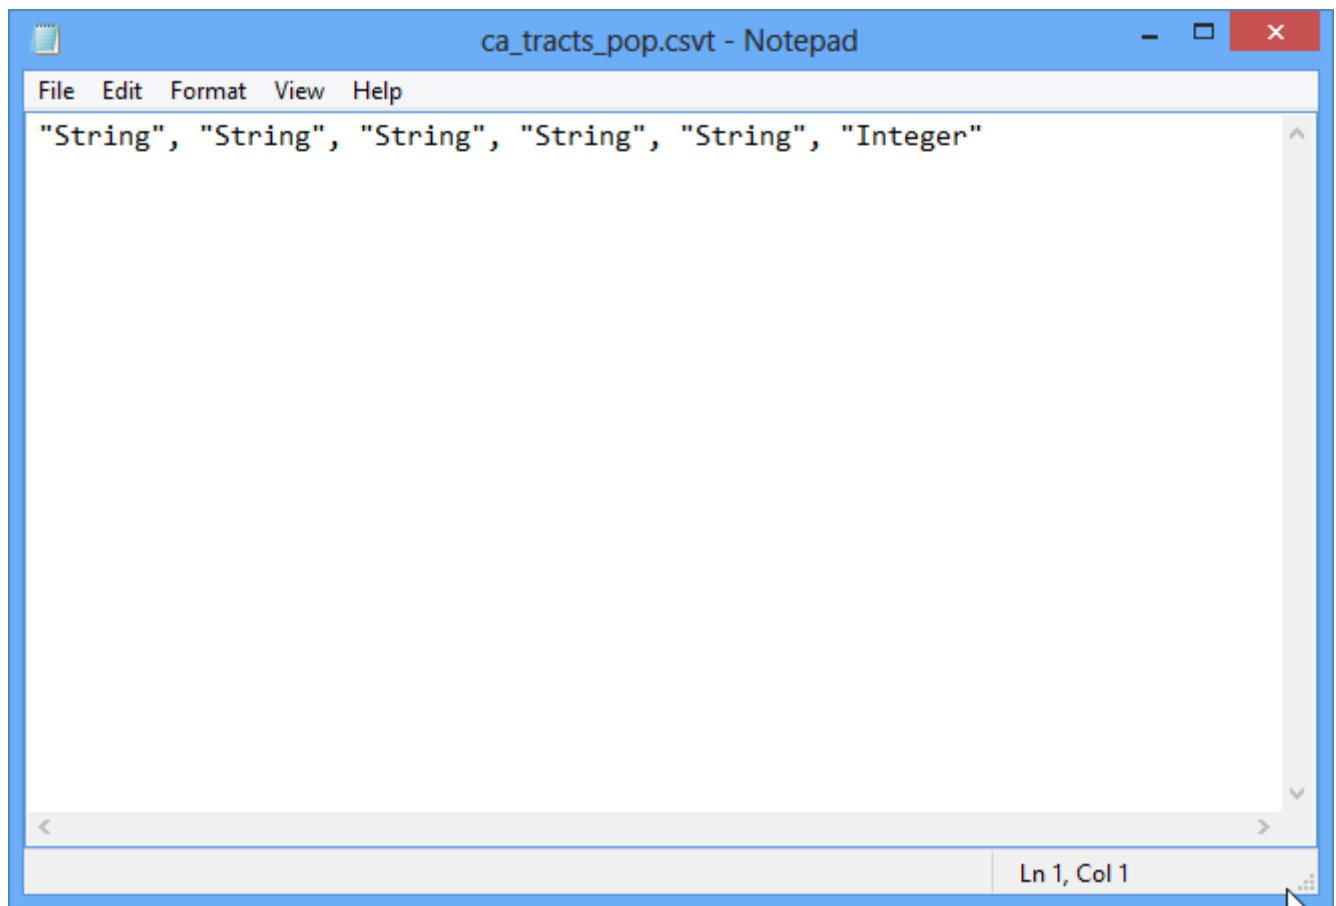 ca_tracts_pop.csvt - Notepad
File Edit Format View Help
"String", "String", "String", "String", "String", "Integer"
Ln 1, Col 1